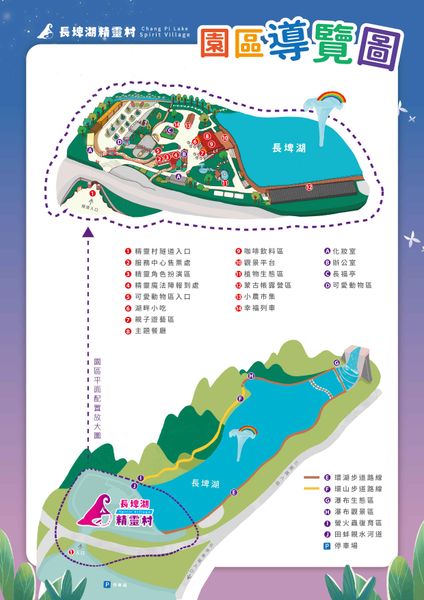 長埤湖精靈村
Chang Pi Lake
Spirit Village
園區導覽圖
長埤湖
1 精靈村隧道入口
2 服務中心售票處
3 精靈角色扮演區
4 精靈魔法陣報到處
5 可愛動物區入口
6 湖畔小吃
7 親子遊藝區
8 主題餐廳
9 咖啡飲料區
10 觀景平台
11 植物生態區
12 蒙古帳露營區
13 小農市集
14 幸福列車
A 化妝室
B 辦公室
C 長福亭
D 可愛動物區
園區平面配置放大圖
長埤湖
長埤湖
精靈村
E 環湖步道路線
F 環山步道路線
G 瀑布生態區
H 瀑布觀景區
I 螢火蟲復育區
J 田蚌親水河道
P 停車場
P 停車場